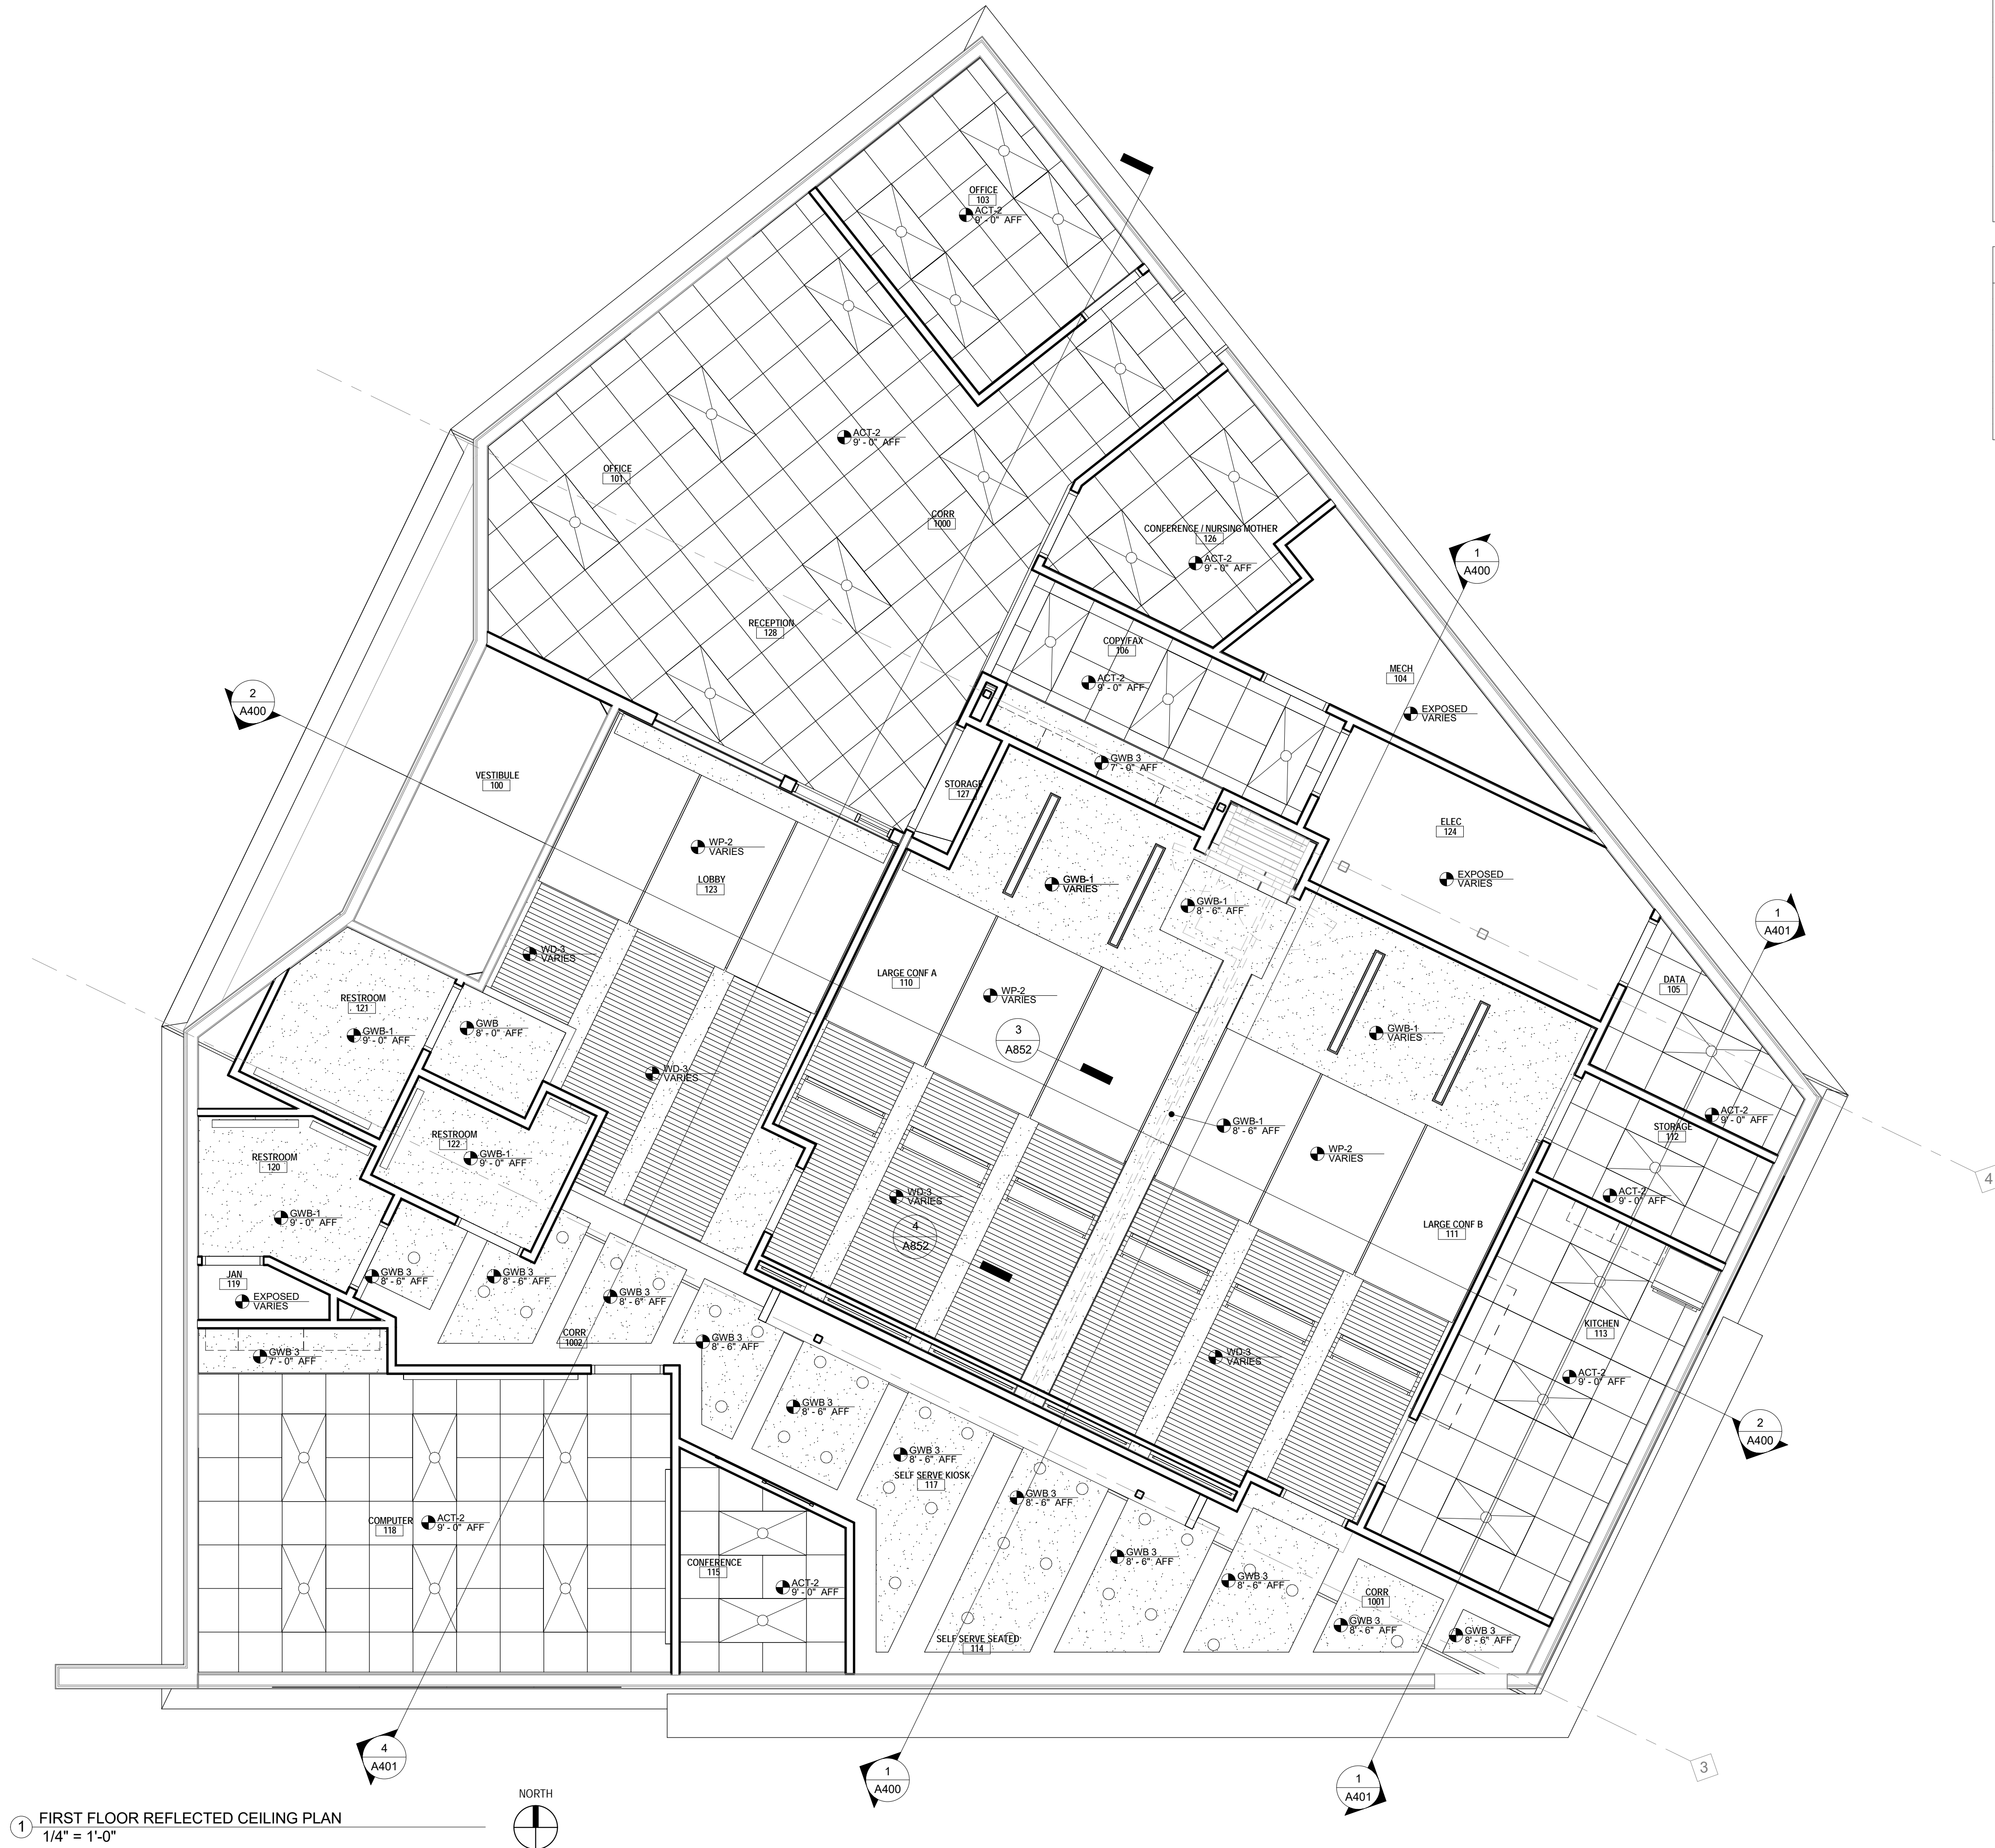 OFFICE
103
ACT-2
9' - 0" AFF
ACT-2
9' - 0" AFF
OFFICE
101
CORR
1000
CONFERENCE / NURSING MOTHER
126
ACT-2
9' - 0" AFF
1
A400
RECEPTION
128
COPY/FAX
106
ACT-2
9' - 0" AFF
MECH
104
EXPOSED
VARIES
2
A400
VESTIBULE
100
GWB 3
7' - 0" AFF
STORAGE
127
ELEC
124
EXPOSED
VARIES
WP-2
VARIES
LOBBY
123
GWB-1
VARIES
GWB-1
8' - 6" AFF
1
A401
WD-3
VARIES
LARGE CONF A
110
WP-2
VARIES
DATA
105
RESTROOM
121
GWB-1
9' - 0" AFF
GWB
8' - 0" AFF
3
A852
GWB-1
VARIES
WD-3
VARIES
ACT-2
9' - 0" AFF
STORAGE
112
GWB-1
8' - 6" AFF
RESTROOM
122
GWB-1
9' - 0" AFF
WP-2
VARIES
RESTROOM
120
4
WD-3
VARIES
ACT-2
9' - 0" AFF
GWB-1
9' - 0" AFF
4
A852
LARGE CONF B
111
JAN
119
EXPOSED
VARIES
GWB 3
8' - 6" AFF
GWB 3
8' - 6" AFF
GWB 3
8' - 6" AFF
CORR
1002
GWB 3
8' - 6" AFF
KITCHEN
113
GWB 3
7' - 0" AFF
WD-3
VARIES
ACT-2
9' - 0" AFF
GWB 3
8' - 6" AFF
2
A400
GWB 3
8' - 6" AFF
SELF SERVE KIOSK
117
GWB 3
8' - 6" AFF
COMPUTER
118
ACT-2
9' - 0" AFF
CONFERENCE
115
ACT-2
9' - 0" AFF
GWB 3
8' - 6" AFF
GWB 3
8' - 6" AFF
CORR
1001
GWB 3
8' - 6" AFF
GWB 3
8' - 6" AFF
SELF SERVE SEATED
114
4
A401
1
A400
1
A401
3
NORTH
1
FIRST FLOOR REFLECTED CEILING PLAN
1/4" = 1'-0"